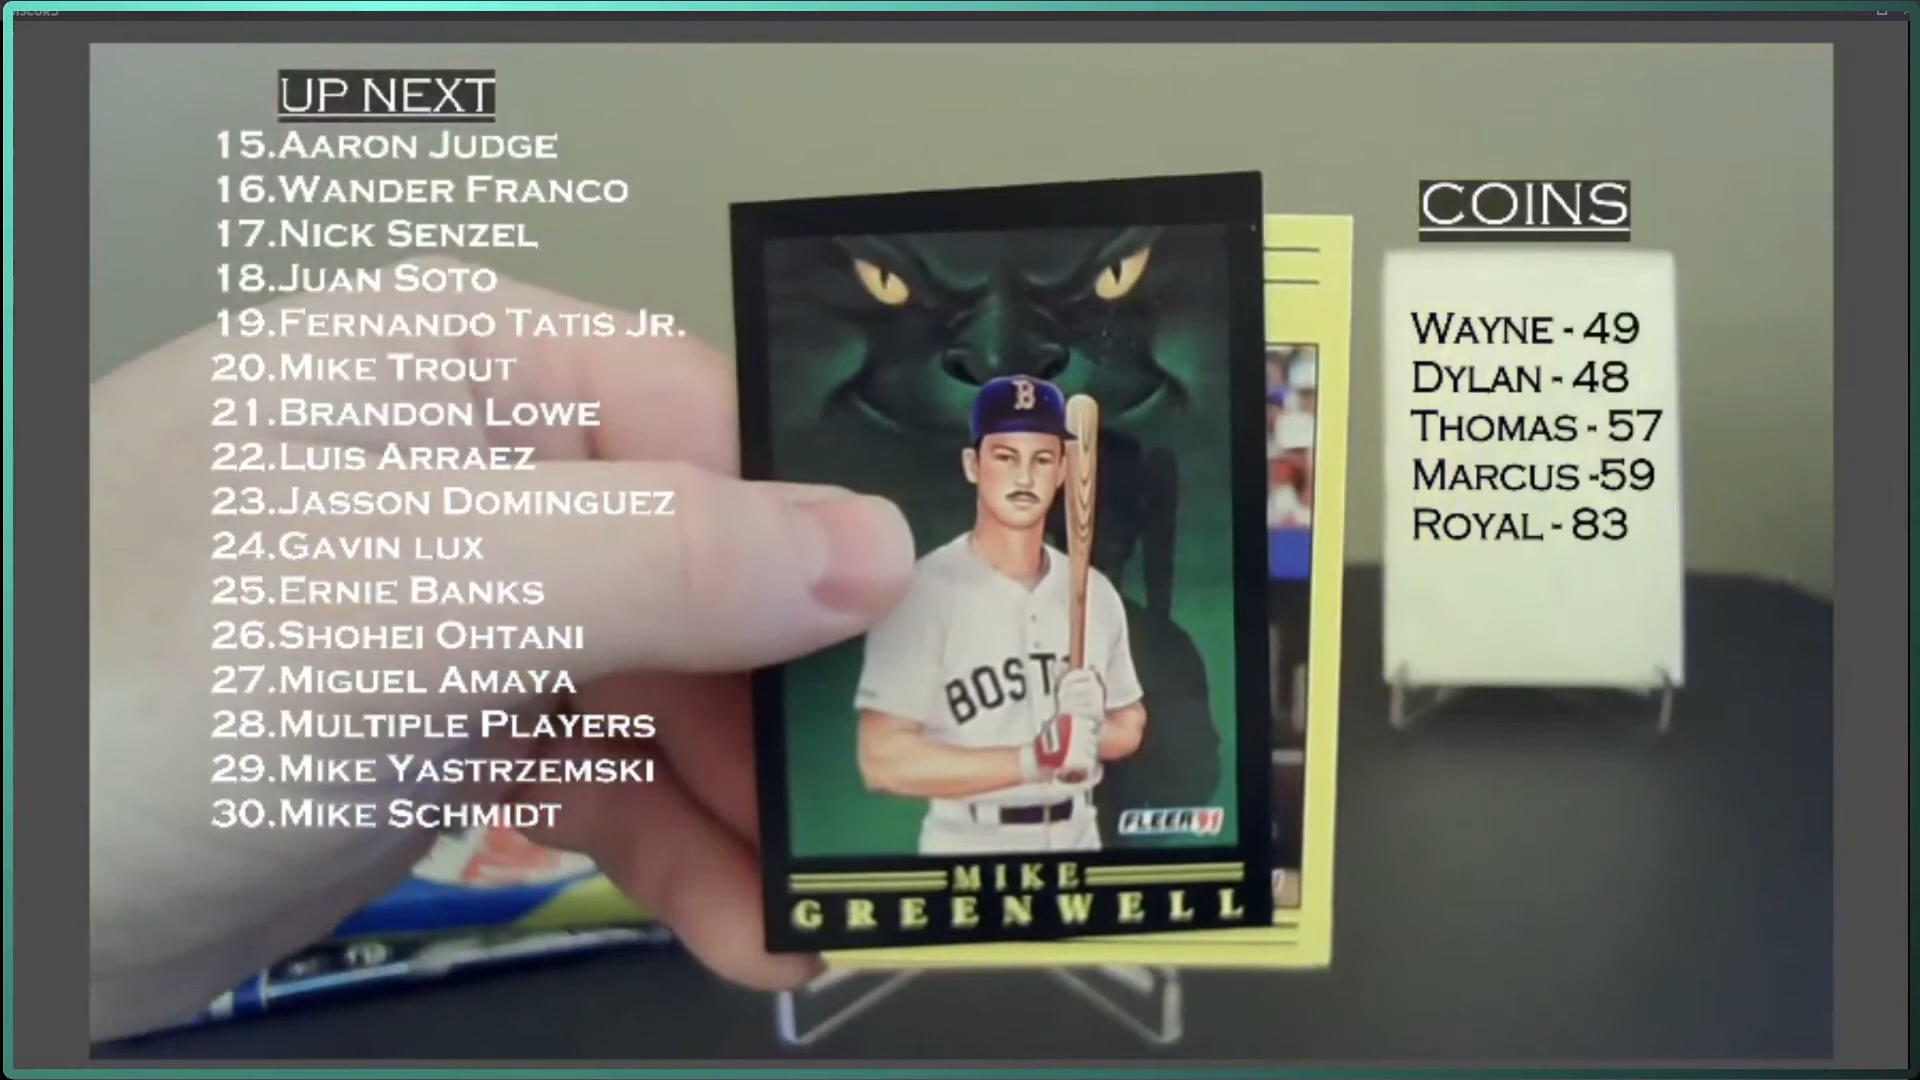 UP NEXT
15.AARON JUDGE
16.WANDER FRANCO
17.NICK SENZEL
18.JUAN SOTO
19.FERNANDO TATIS JR.
20.MIKE TROUT
21.BRANDON LOWE
22.LUIS ARRAEZ
23.JASSON DOMINGUEZ
24.GAVIN LUX
25.ERNIE BANKS
26.SHOHEI OHTANI
27.MIGUEL AMAYA
28.MULTIPLE PLAYERS
29.MIKE YASTRZEMSKI
30.MIKE SCHMIDT
B
BOST
FLEER '91
MIKE
GREENWELL
COINS
WAYNE - 49
DYLAN - 48
THOMAS - 57
MARCUS -59
ROYAL - 83